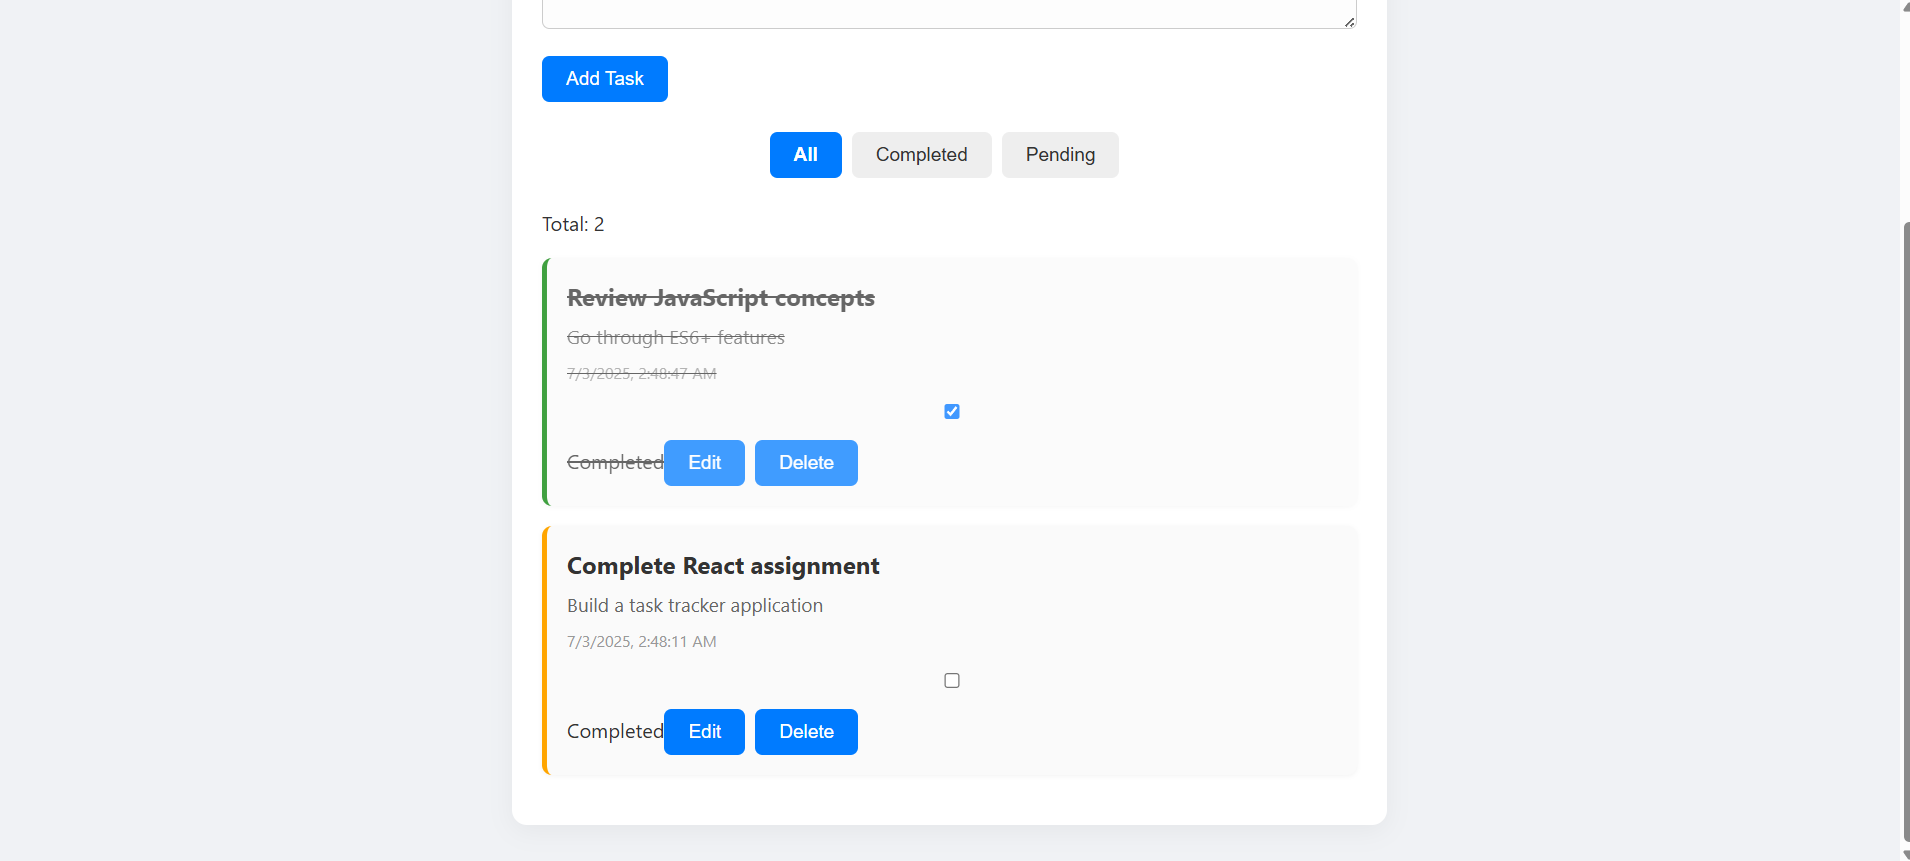 Add Task
All Completed Pending
Total: 2
Review JavaScript concepts
Go through ES6+ features
7/3/2025, 2:48:47 AM
Completed Edit Delete
Complete React assignment
Build a task tracker application
7/3/2025, 2:48:11 AM
Completed Edit Delete